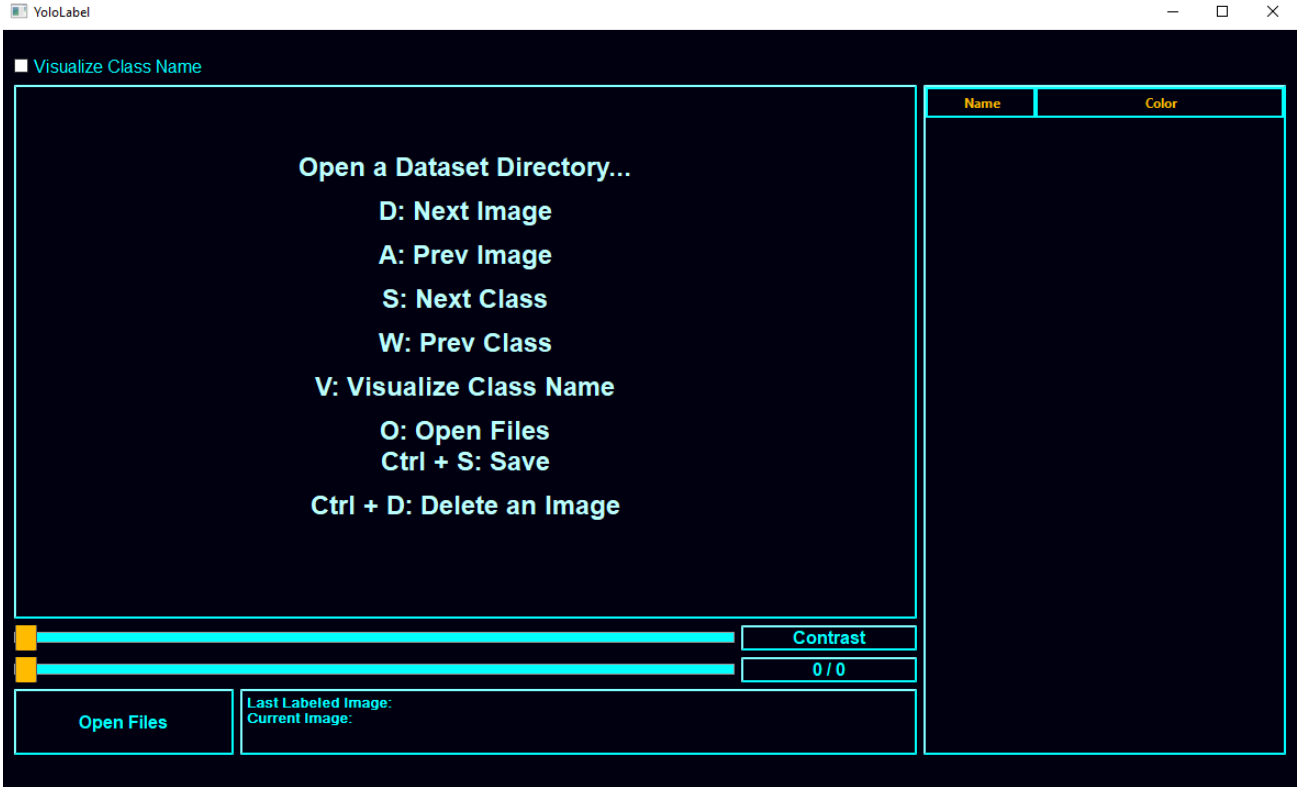 YoloLabel
Visualize Class Name
Name
Color
Open a Dataset Directory...
D: Next Image
A: Prev Image
S: Next Class
W: Prev Class
V: Visualize Class Name
O: Open Files
Ctrl + S: Save
Ctrl + D: Delete an Image
Contrast
0 / 0
Open Files
Last Labeled Image:
Current Image: